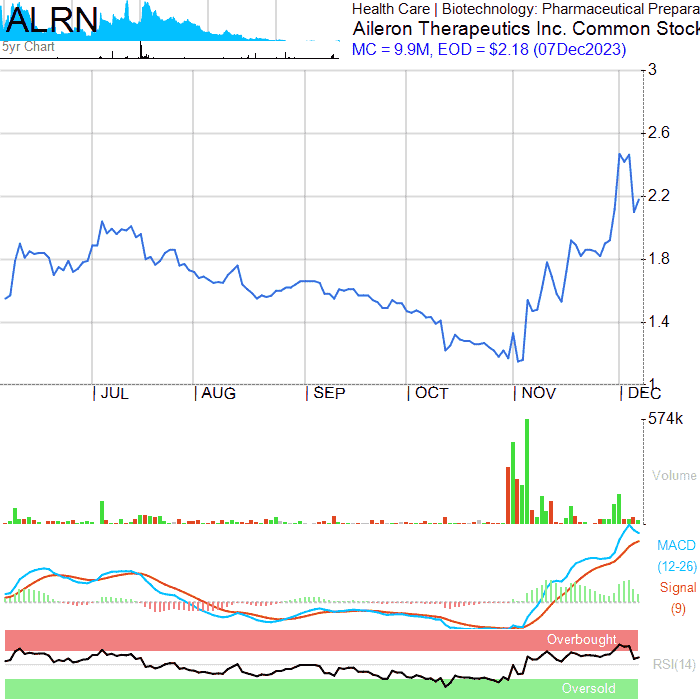 ALRN
5yr Chart
Health Care | Biotechnology: Pharmaceutical Prepara
Aileron Therapeutics Inc. Common Stock
MC = 9.9M, EOD = $2.18 (07Dec2023)
3
2.6
2.2
1.8
1.4
1
JUL AUG SEP OCT NOV DEC
574k
Volume
MACD
(12-26)
Signal
(9)
Overbought
RSI(14)
Oversold